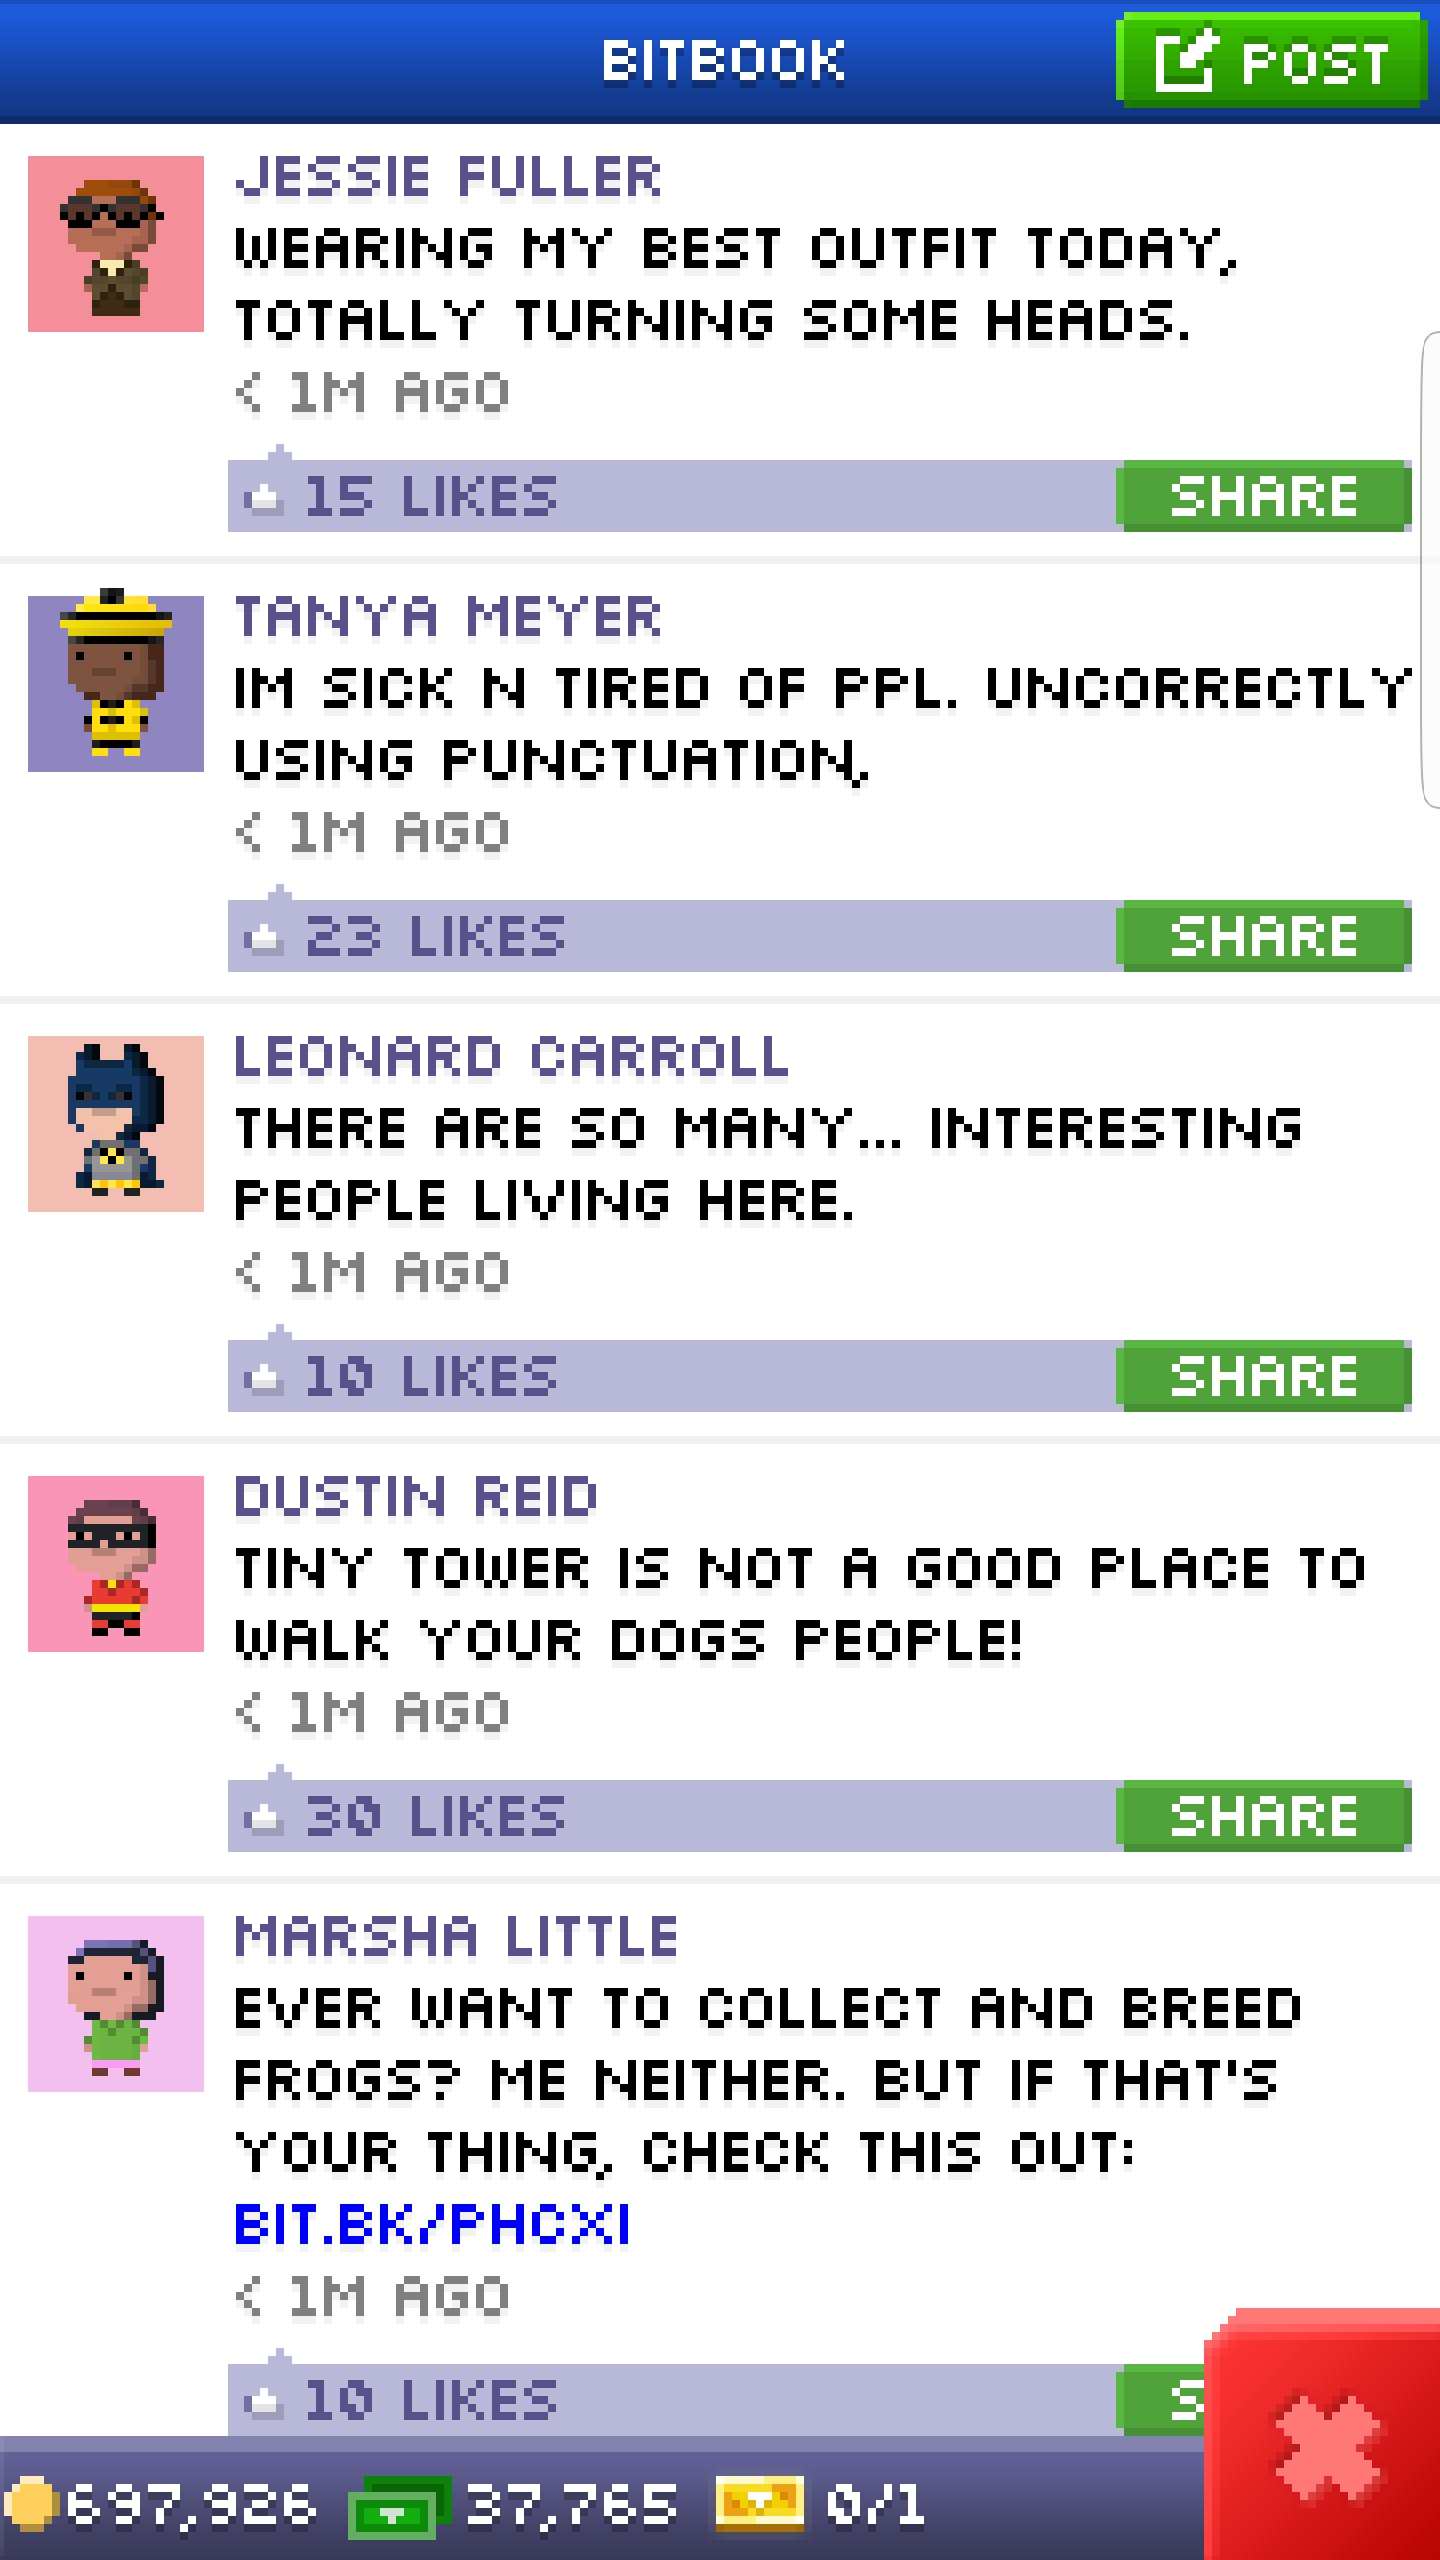 BITBOOK
POST
JESSIE FULLER
WEARING MY BEST OUTFIT TODAY,
TOTALLY TURNING SOME HEADS.
< 1M AGO
15 LIKES
SHARE
TANYA MEYER
IM SICK N TIRED OF PPL. UNCORRECTLY
USING PUNCTUATION,
< 1M AGO
23 LIKES
SHARE
LEONARD CARROLL
THERE ARE SO MANY... INTERESTING
PEOPLE LIVING HERE.
< 1M AGO
10 LIKES
SHARE
DUSTIN REID
TINY TOWER IS NOT A GOOD PLACE TO
WALK YOUR DOGS PEOPLE!
< 1M AGO
30 LIKES
SHARE
MARSHA LITTLE
EVER WANT TO COLLECT AND BREED
FROGS? ME NEITHER. BUT IF THAT'S
YOUR THING, CHECK THIS OUT:
BIT.BK/PHCXI
< 1M AGO
10 LIKES
S
697,926
37,765
0/1